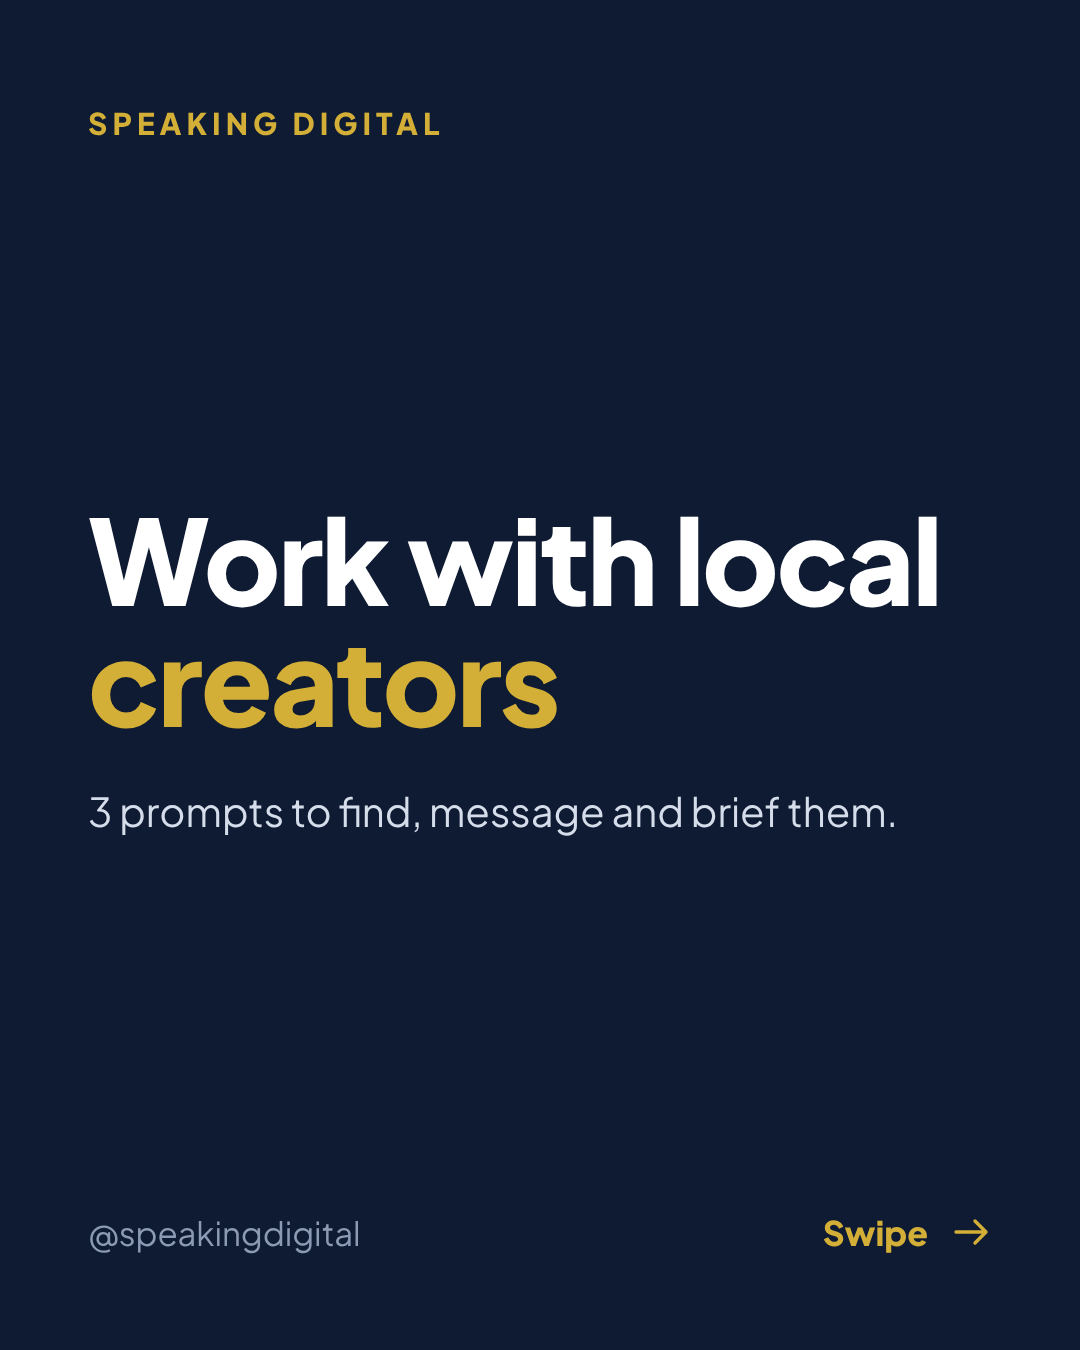 SPEAKING DIGITAL
Work with local
creators
3 prompts to find, message and brief them.
@speakingdigital
Swipe →